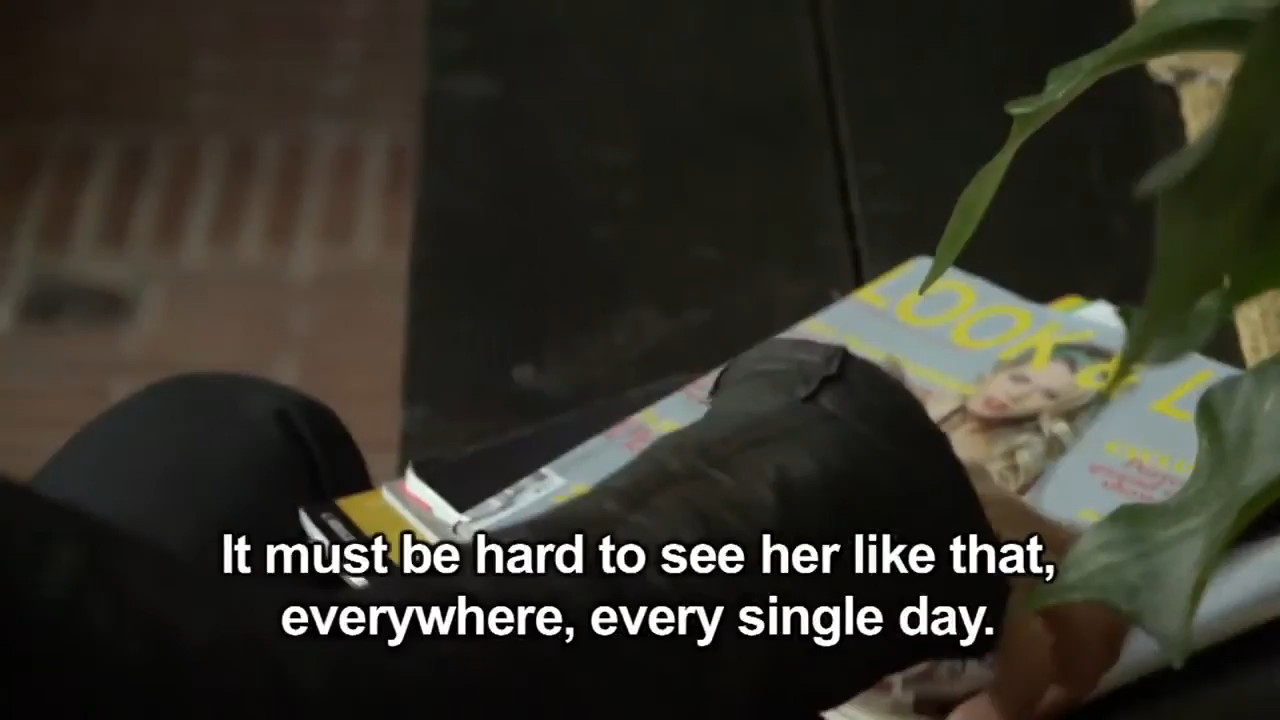 LOOK &
L
It must be hard to see her like that,
everywhere, every single day.